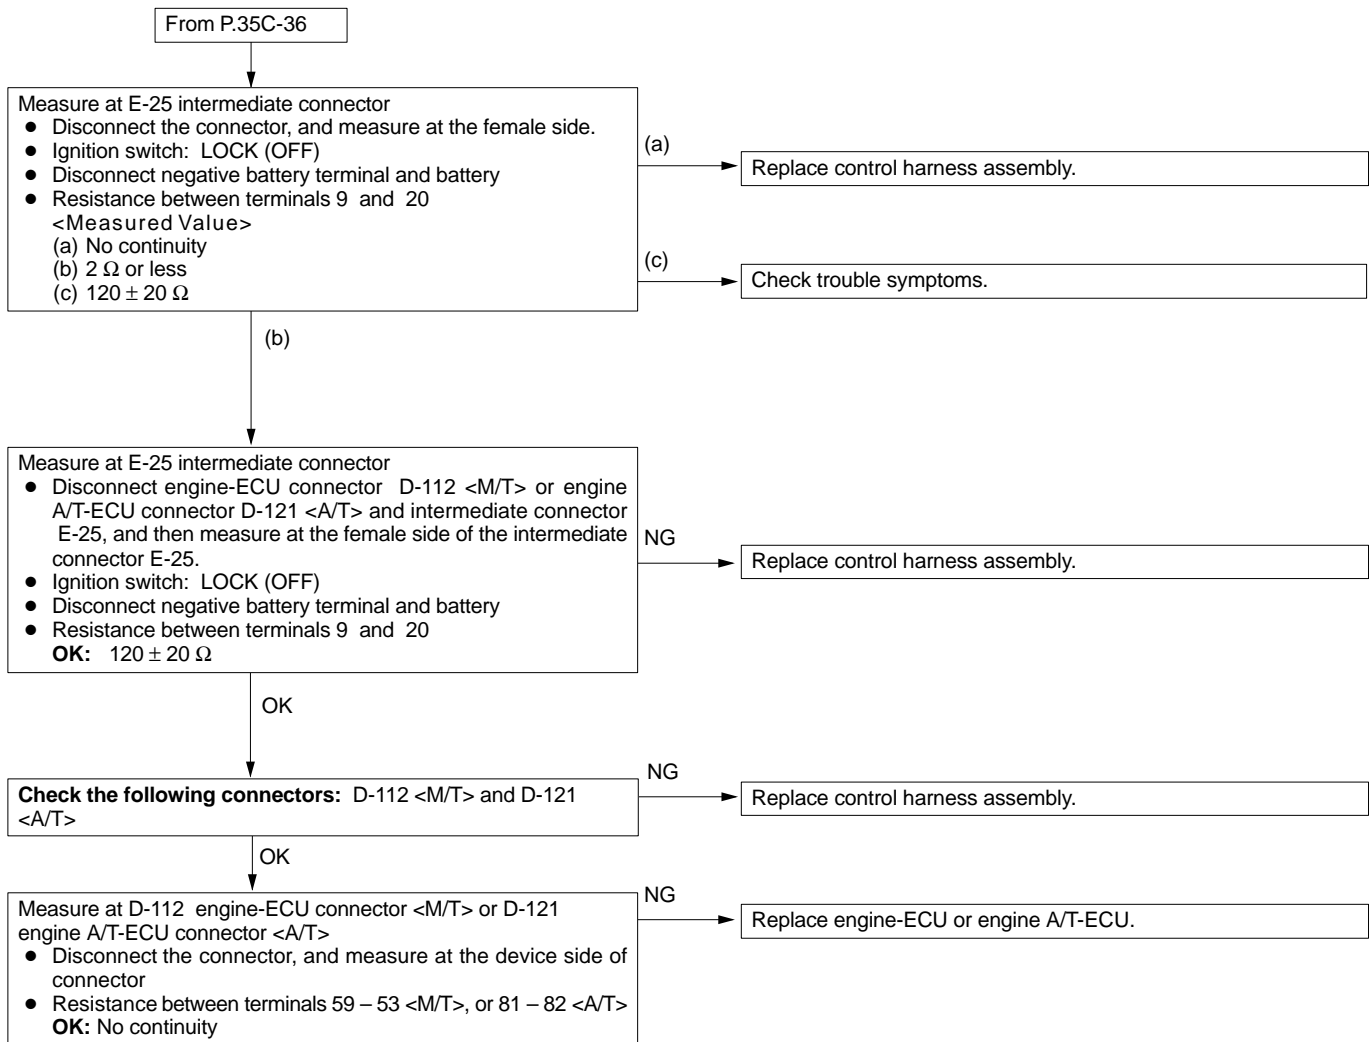 From P.35C-36
Measure at E-25 intermediate connector
● Disconnect the connector, and measure at the female side.
● Ignition switch: LOCK (OFF)
● Disconnect negative battery terminal and battery
● Resistance between terminals 9 and 20
<Measured Value>
(a) No continuity
(b) 2 Ω or less
(c) 120 ± 20 Ω
(a)
Replace control harness assembly.
(c)
Check trouble symptoms.
(b)
Measure at E-25 intermediate connector
● Disconnect engine-ECU connector D-112 <M/T> or engine
A/T-ECU connector D-121 <A/T> and intermediate connector
E-25, and then measure at the female side of the intermediate
connector E-25.
● Ignition switch: LOCK (OFF)
● Disconnect negative battery terminal and battery
● Resistance between terminals 9 and 20
OK: 120 ± 20 Ω
NG
Replace control harness assembly.
OK
Check the following connectors: D-112 <M/T> and D-121
<A/T>
NG
Replace control harness assembly.
OK
Measure at D-112 engine-ECU connector <M/T> or D-121
engine A/T-ECU connector <A/T>
● Disconnect the connector, and measure at the device side of
connector
● Resistance between terminals 59 – 53 <M/T>, or 81 – 82 <A/T>
OK: No continuity
NG
Replace engine-ECU or engine A/T-ECU.